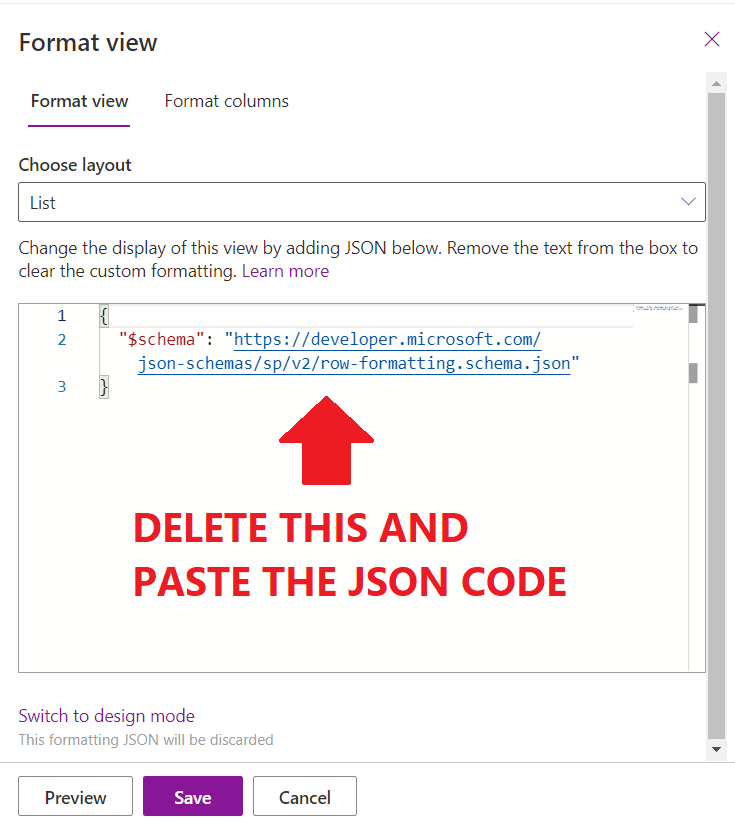 Format view
Format view
Format columns
Choose layout
List
Change the display of this view by adding JSON below. Remove the text from the box to
clear the custom formatting. Learn more
1 {
2 "$schema": "https://developer.microsoft.com/
json-schemas/sp/v2/row-formatting.schema.json"
3 }
DELETE THIS AND
PASTE THE JSON CODE
Switch to design mode
This formatting JSON will be discarded
Preview
Save
Cancel